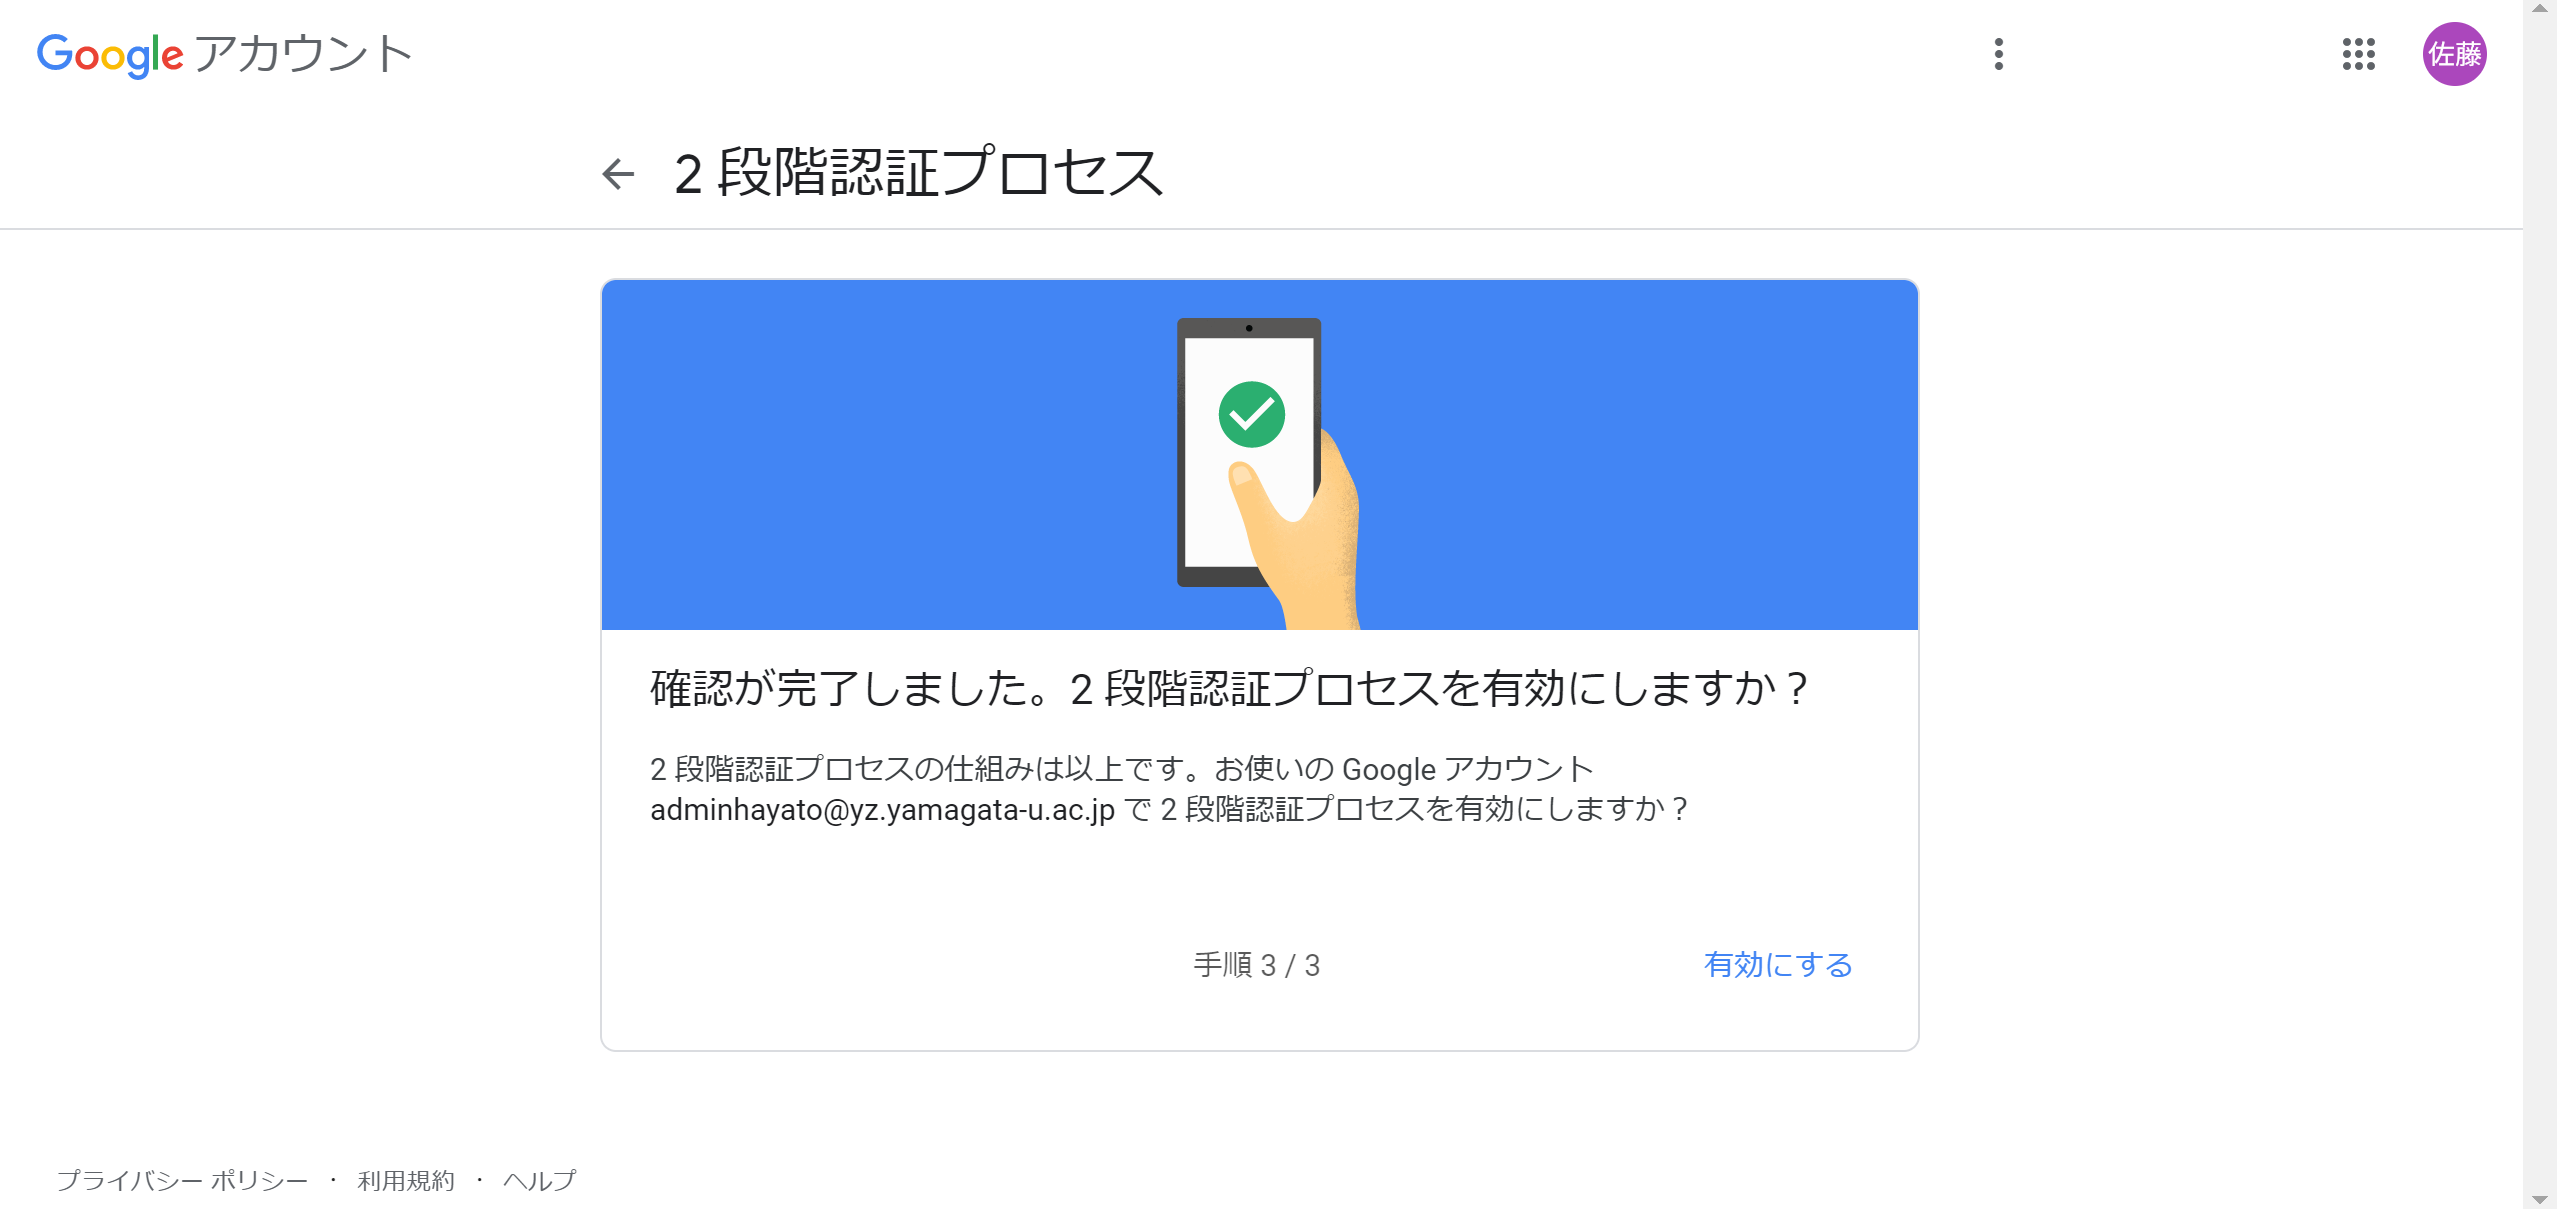 Google アカウント
佐藤
2 段階認証プロセス
確認が完了しました。2 段階認証プロセスを有効にしますか？
2 段階認証プロセスの仕組みは以上です。お使いの Google アカウント
adminhayato@yz.yamagata-u.ac.jp で 2 段階認証プロセスを有効にしますか？
手順 3 / 3
有効にする
プライバシー ポリシー ・ 利用規約 ・ ヘルプ